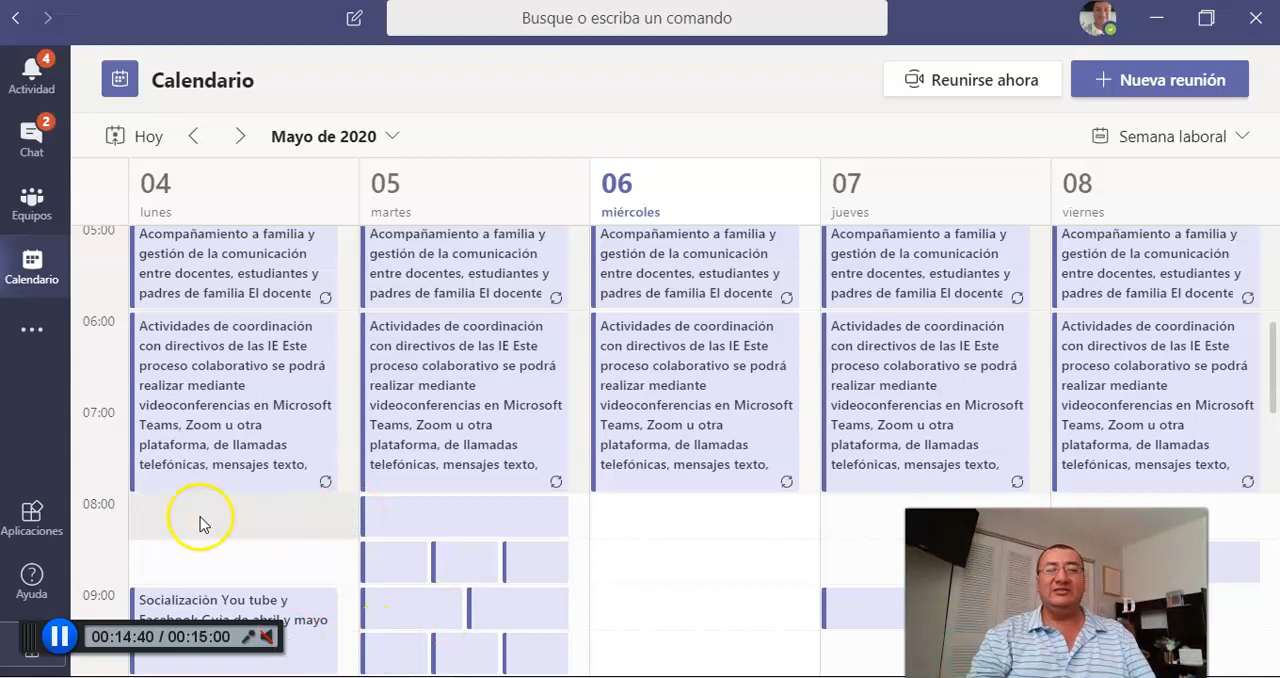 Busque o escriba un comando
4
Actividad
2
Chat
Equipos
Calendario
Aplicaciones
Ayuda
Calendario
Reunirse ahora
Nueva reunión
Hoy
Mayo de 2020
Semana laboral
04
lunes
05
martes
06
miércoles
07
jueves
08
viernes
05:00
06:00
07:00
08:00
09:00
Acompañamiento a familia y
gestión de la comunicación
entre docentes, estudiantes y
padres de familia El docente
Actividades de coordinación
con directivos de las IE Este
proceso colaborativo se podrá
realizar mediante
videoconferencias en Microsoft
Teams, Zoom u otra
plataforma, de llamadas
telefónicas, mensajes texto,
Socializaciòn You tube y
Facebook Guia de abril y mayo
Acompañamiento a familia y
gestión de la comunicación
entre docentes, estudiantes y
padres de familia El docente
Actividades de coordinación
con directivos de las IE Este
proceso colaborativo se podrá
realizar mediante
videoconferencias en Microsoft
Teams, Zoom u otra
plataforma, de llamadas
telefónicas, mensajes texto,
Acompañamiento a familia y
gestión de la comunicación
entre docentes, estudiantes y
padres de familia El docente
Actividades de coordinación
con directivos de las IE Este
proceso colaborativo se podrá
realizar mediante
videoconferencias en Microsoft
Teams, Zoom u otra
plataforma, de llamadas
telefónicas, mensajes texto,
Acompañamiento a familia y
gestión de la comunicación
entre docentes, estudiantes y
padres de familia El docente
Actividades de coordinación
con directivos de las IE Este
proceso colaborativo se podrá
realizar mediante
videoconferencias en Microsoft
Teams, Zoom u otra
plataforma, de llamadas
telefónicas, mensajes texto,
Acompañamiento a familia y
gestión de la comunicación
entre docentes, estudiantes y
padres de familia El docente
Actividades de coordinación
con directivos de las IE Este
proceso colaborativo se podrá
realizar mediante
videoconferencias en Microsoft
Teams, Zoom u otra
plataforma, de llamadas
telefónicas, mensajes texto,
00:14:40 / 00:15:00